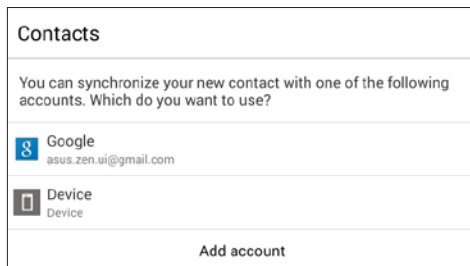 Contacts
You can synchronize your new contact with one of the following
accounts. Which do you want to use?
8 Google
asus.zen.ui@gmail.com
Device
Device
Add account